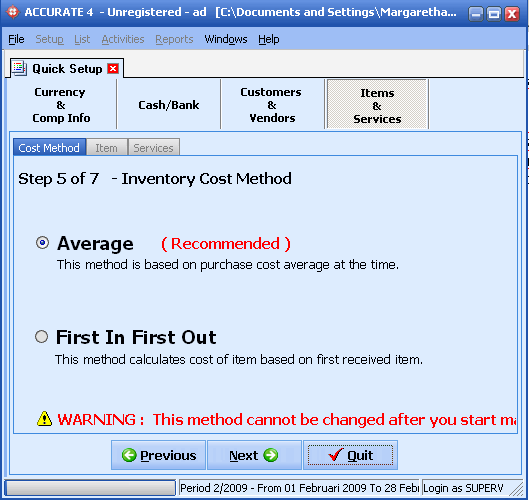 ACCURATE 4 - Unregistered - ad [C:\Documents and Settings\Margaretha...
File Setup List Activities Reports Windows Help
Quick Setup
Currency & Comp Info
Cash/Bank
Customers & Vendors
Items & Services
Cost Method Item Services
Step 5 of 7 - Inventory Cost Method
Average ( Recommended )
This method is based on purchase cost average at the time.
First In First Out
This method calculates cost of item based on first received item.
WARNING : This method cannot be changed after you start
Previous Next Quit
Period 2/2009 - From 01 Februari 2009 To 28 Login as SUPERV